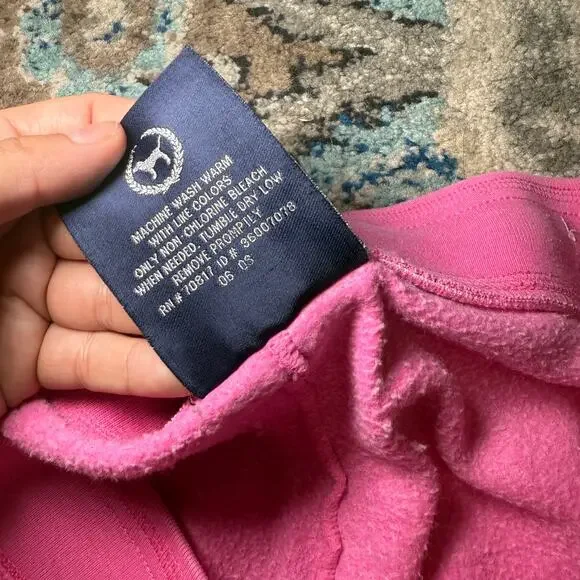 MACHINE WASH WARM
WITH LIKE COLORS
ONLY NON-CHLORINE BLEACH
WHEN NEEDED. TUMBLE DRY LOW
REMOVE PROMPTLY
RN # 70817 ID # 36007078
06 03